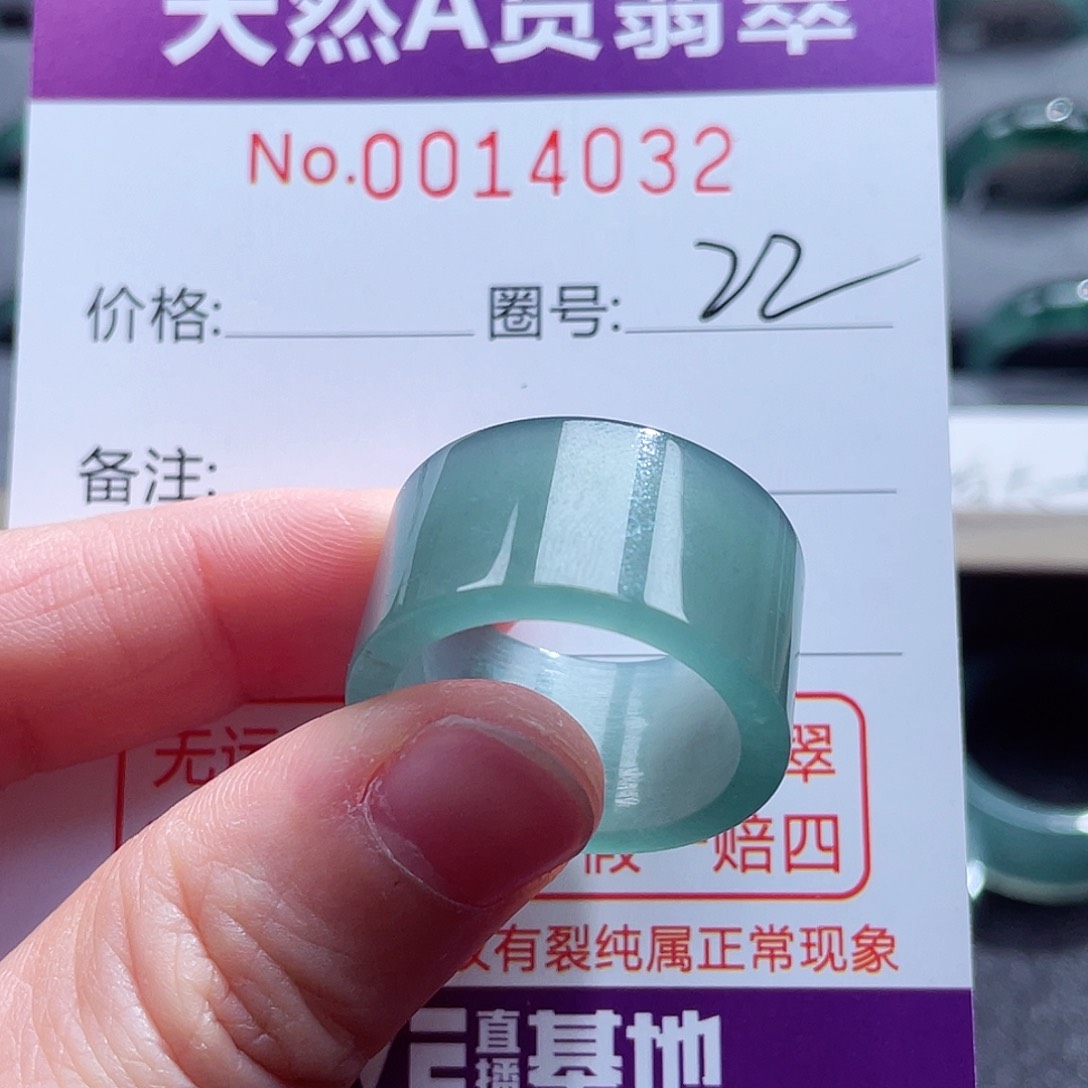 天然A货翡翠
No.0014032
价格: 圈号: 22
备注:
无 翠
假一赔四
有裂纯属正常现象
直播基地